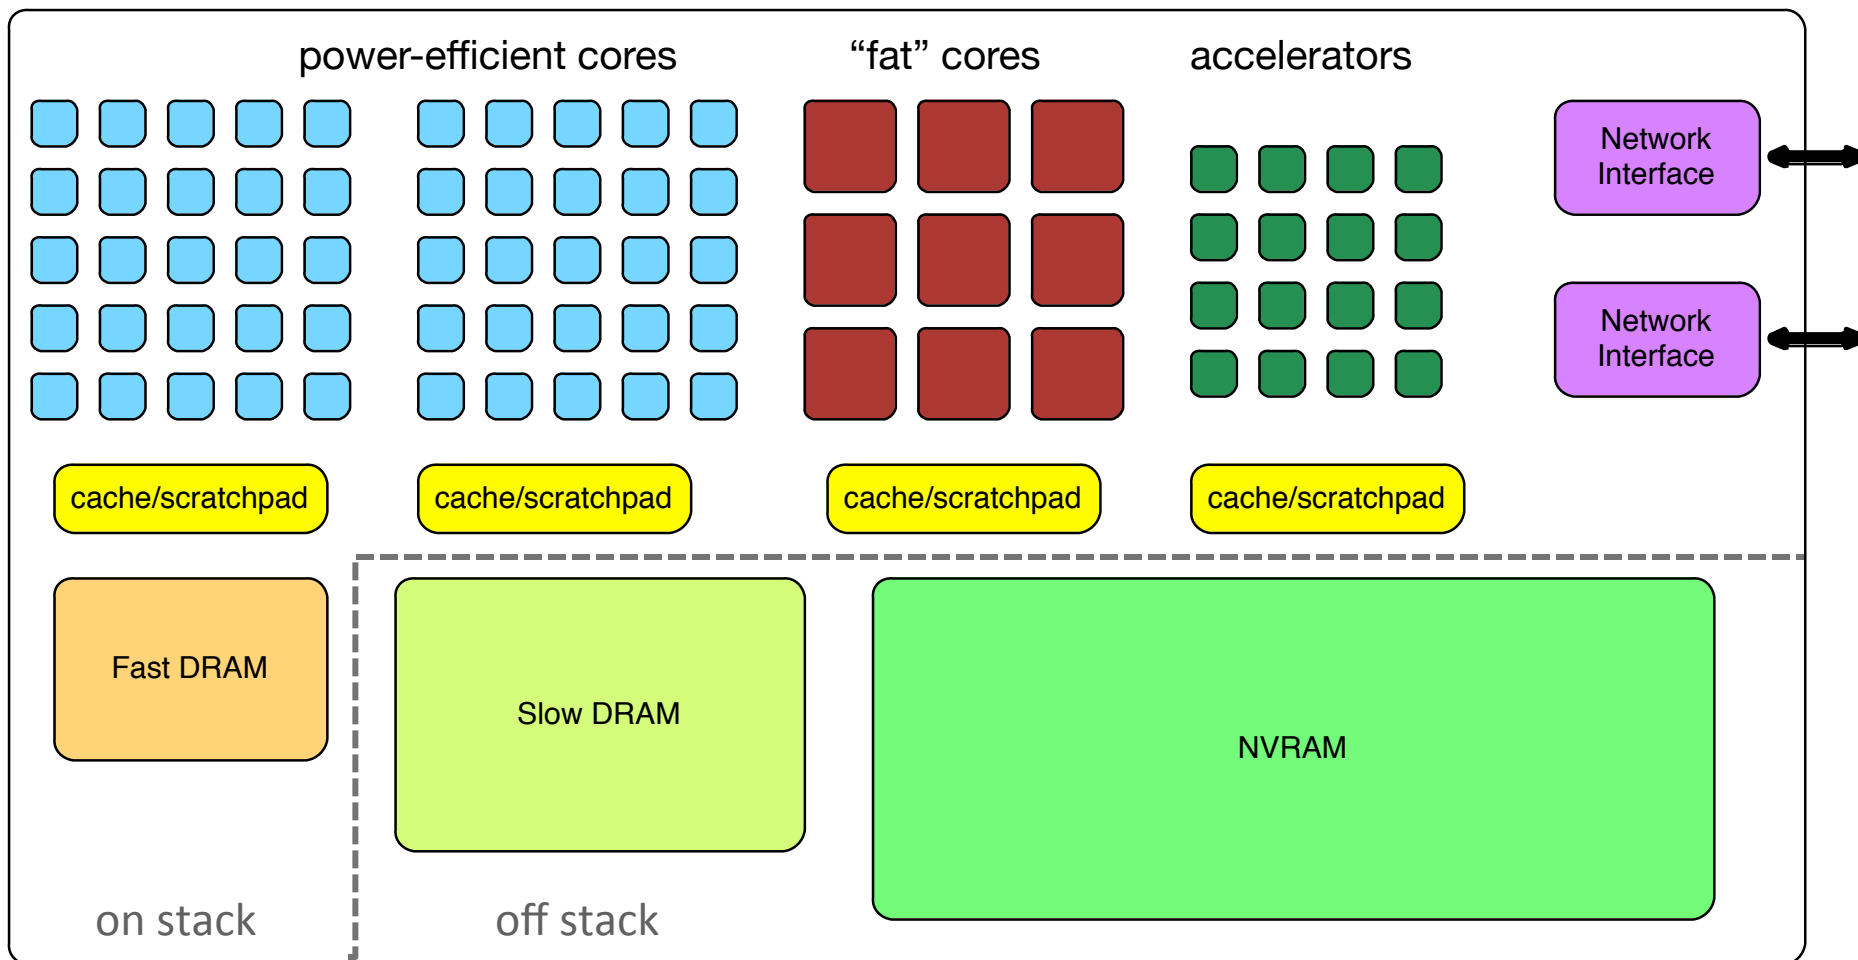 power-efficient cores
“fat” cores
accelerators
Network
Interface
Network
Interface
cache/scratchpad
cache/scratchpad
cache/scratchpad
cache/scratchpad
Fast DRAM
Slow DRAM
NVRAM
on stack
off stack